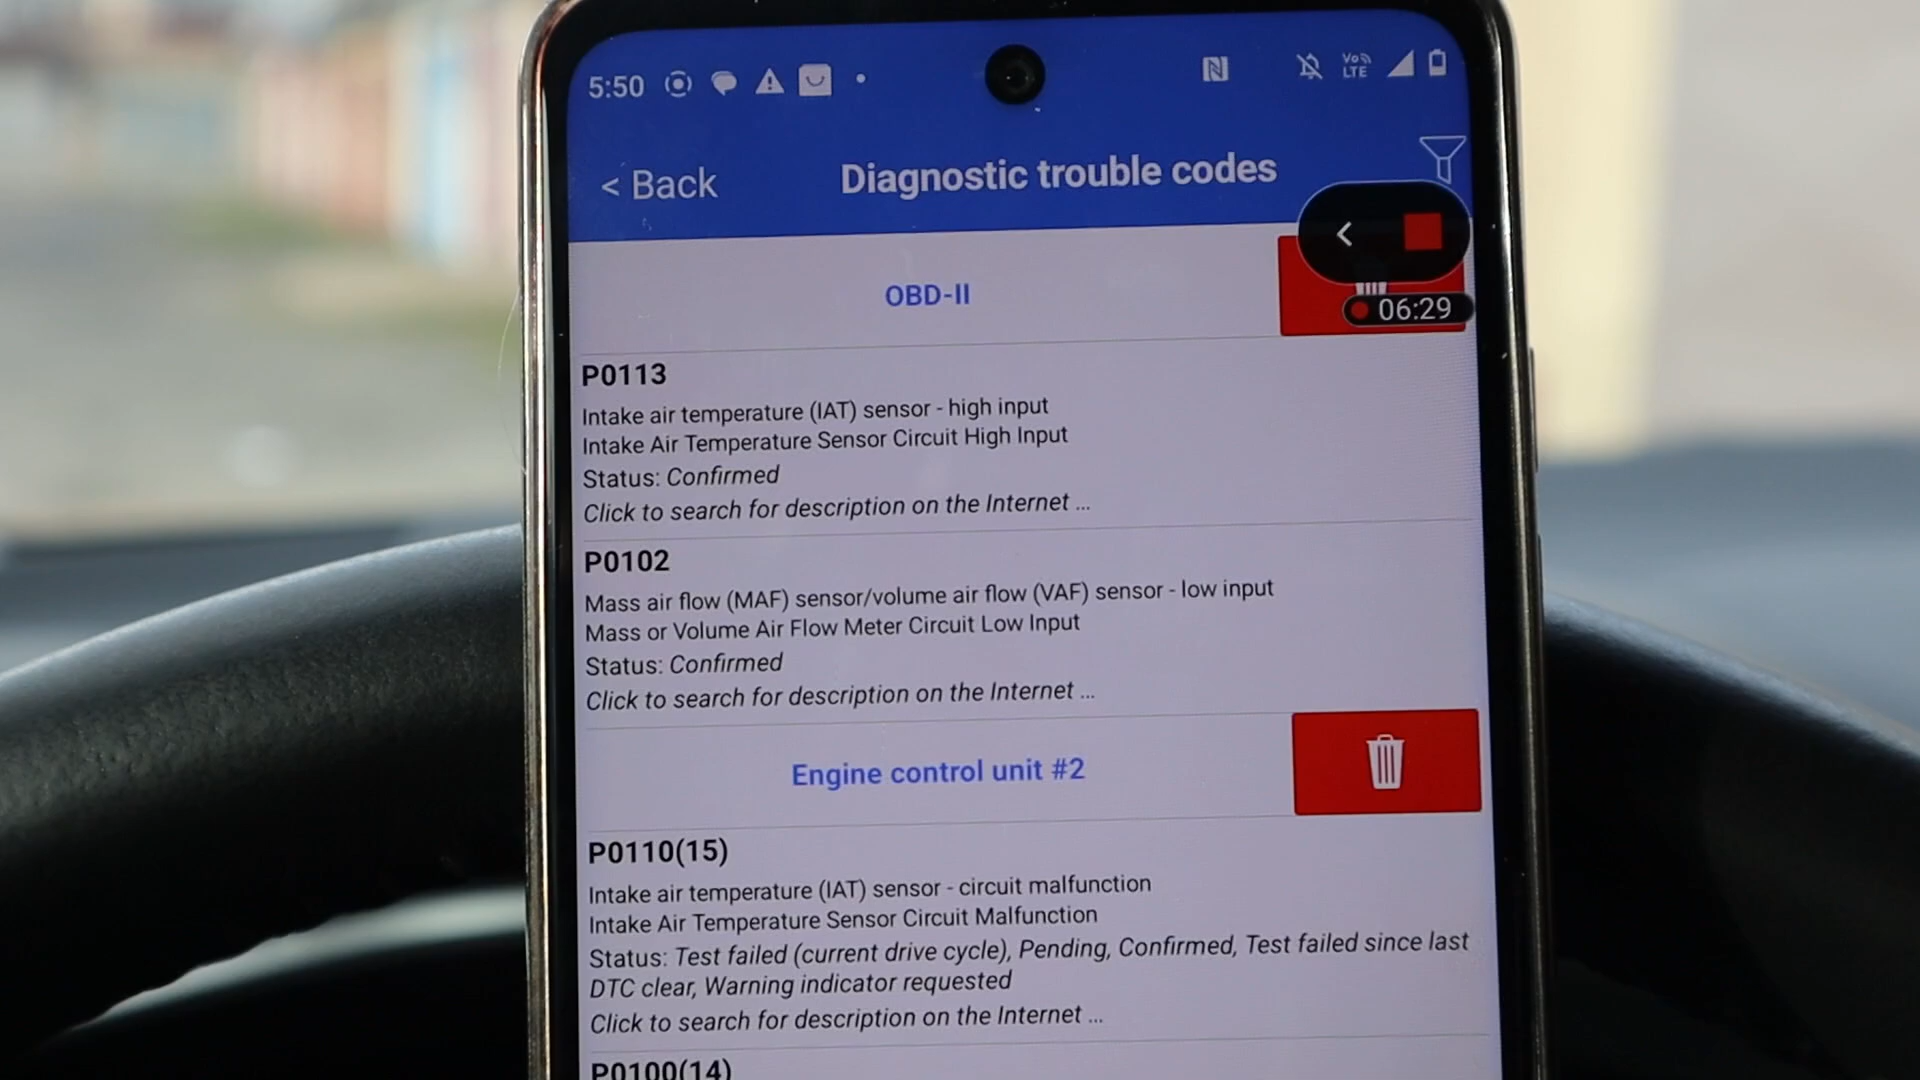 5:50
Vo LTE
< Back
Diagnostic trouble codes
OBD-II
06:29
P0113
Intake air temperature (IAT) sensor - high input
Intake Air Temperature Sensor Circuit High Input
Status: Confirmed
Click to search for description on the Internet ...
P0102
Mass air flow (MAF) sensor/volume air flow (VAF) sensor - low input
Mass or Volume Air Flow Meter Circuit Low Input
Status: Confirmed
Click to search for description on the Internet ...
Engine control unit #2
P0110(15)
Intake air temperature (IAT) sensor - circuit malfunction
Intake Air Temperature Sensor Circuit Malfunction
Status: Test failed (current drive cycle), Pending, Confirmed, Test failed since last
DTC clear, Warning indicator requested
Click to search for description on the Internet ...
P0100(14)